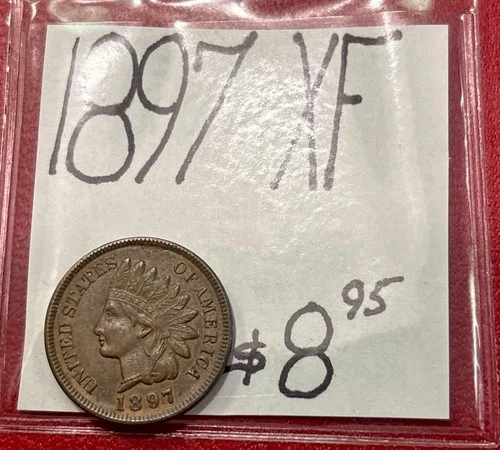 1897 XF
UNITED STATES OF AMERICA
1897
$8.95